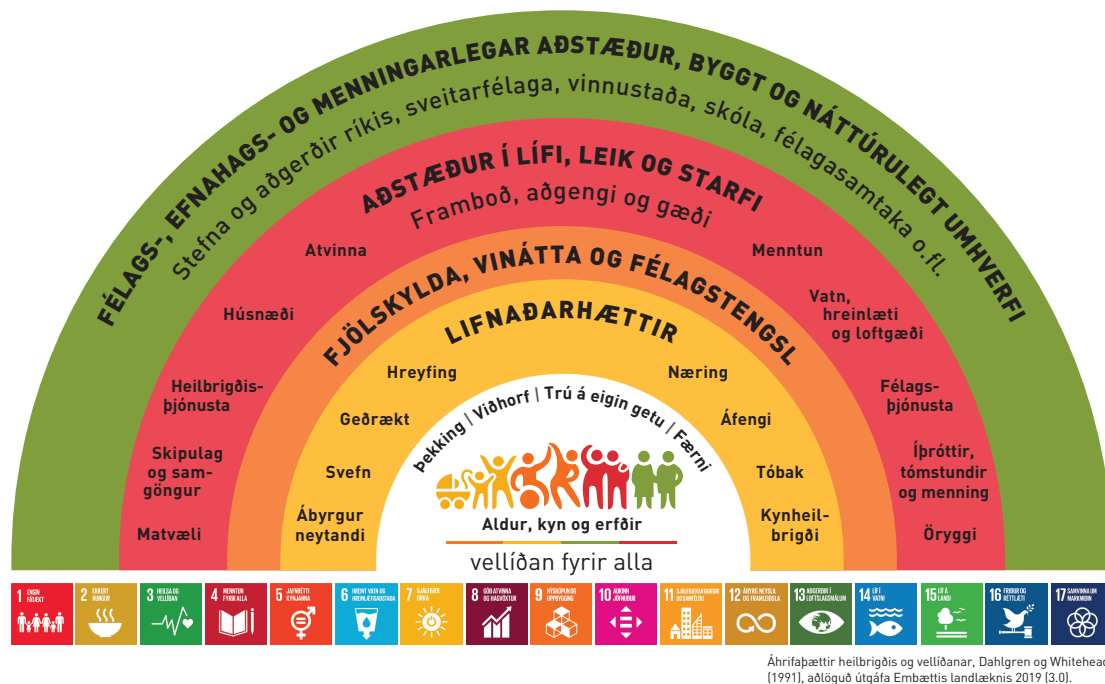 FÉLAGS-, EFNAHAGS- OG MENNINGARLEGAR AÐSTÆÐUR, BYGGT OG NÁTTÚRULEGT UMHVERFI
Stefna og aðgerðir ríkis, sveitarfélaga, vinnustaða, skóla, félagasamtaka o.fl.
AÐSTÆÐUR Í LÍFI, LEIK OG STARFI
Framboð, aðgengi og gæði
Atvinna
Húsnæði
Heilbrigðis-
þjónusta
Skipulag
og sam-
göngur
Matvæli
Menntun
Vatn,
hreinlæti
og loftgæði
Félags-
þjónusta
Íþróttir,
tómstundir
og menning
Öryggi
FJÖLSKYLDA, VINÁTTA OG FÉLAGSTENGSL
LIFNAÐARHÆTTIR
Hreyfing
Geðrækt
Svefn
Ábyrgur
neytandi
Næring
Áfengi
Tóbak
Kynheil-
brigði
Þekking | Viðhorf | Trú á eigin getu | Færni
Aldur, kyn og erfðir
vellíðan fyrir alla
1 ENGIN
FÁTÆKT
2 EKKERT
HUNGUR
3 HEILSA OG
VELLÍÐAN
4 MENNTUN
FYRIR ALLA
5 JAFNRÉTTI
KYNJANNA
6 HREINT VATN OG
HREINLÆTISAÐSTAÐA
7 SJÁLFBÆR
ORKA
8 GÓÐ ATVINNA
OG HAGVÖXTUR
9 NÝSKÖPUN OG
UPPBYGGING
10 AUKINN
JÖFNUÐUR
11 SJÁLFBÆRAR BORGIR
OG SAMFÉLÖG
12 ÁBYRG NEYSLA
OG FRAMLEIÐSLA
13 AÐGERÐIR Í
LOFTSLAGSMÁLUM
14 LÍF Í
VATNI
15 LÍF Á
LANDI
16 FRIÐUR OG
RÉTTLÆTI
17 SAMVINNA UM
MARKMIÐIN
Áhrifaþættir heilbrigðis og vellíðanar, Dahlgren og Whitehead
(1991), aðlöguð útgáfa Embættis landlæknis 2019 (3.0).